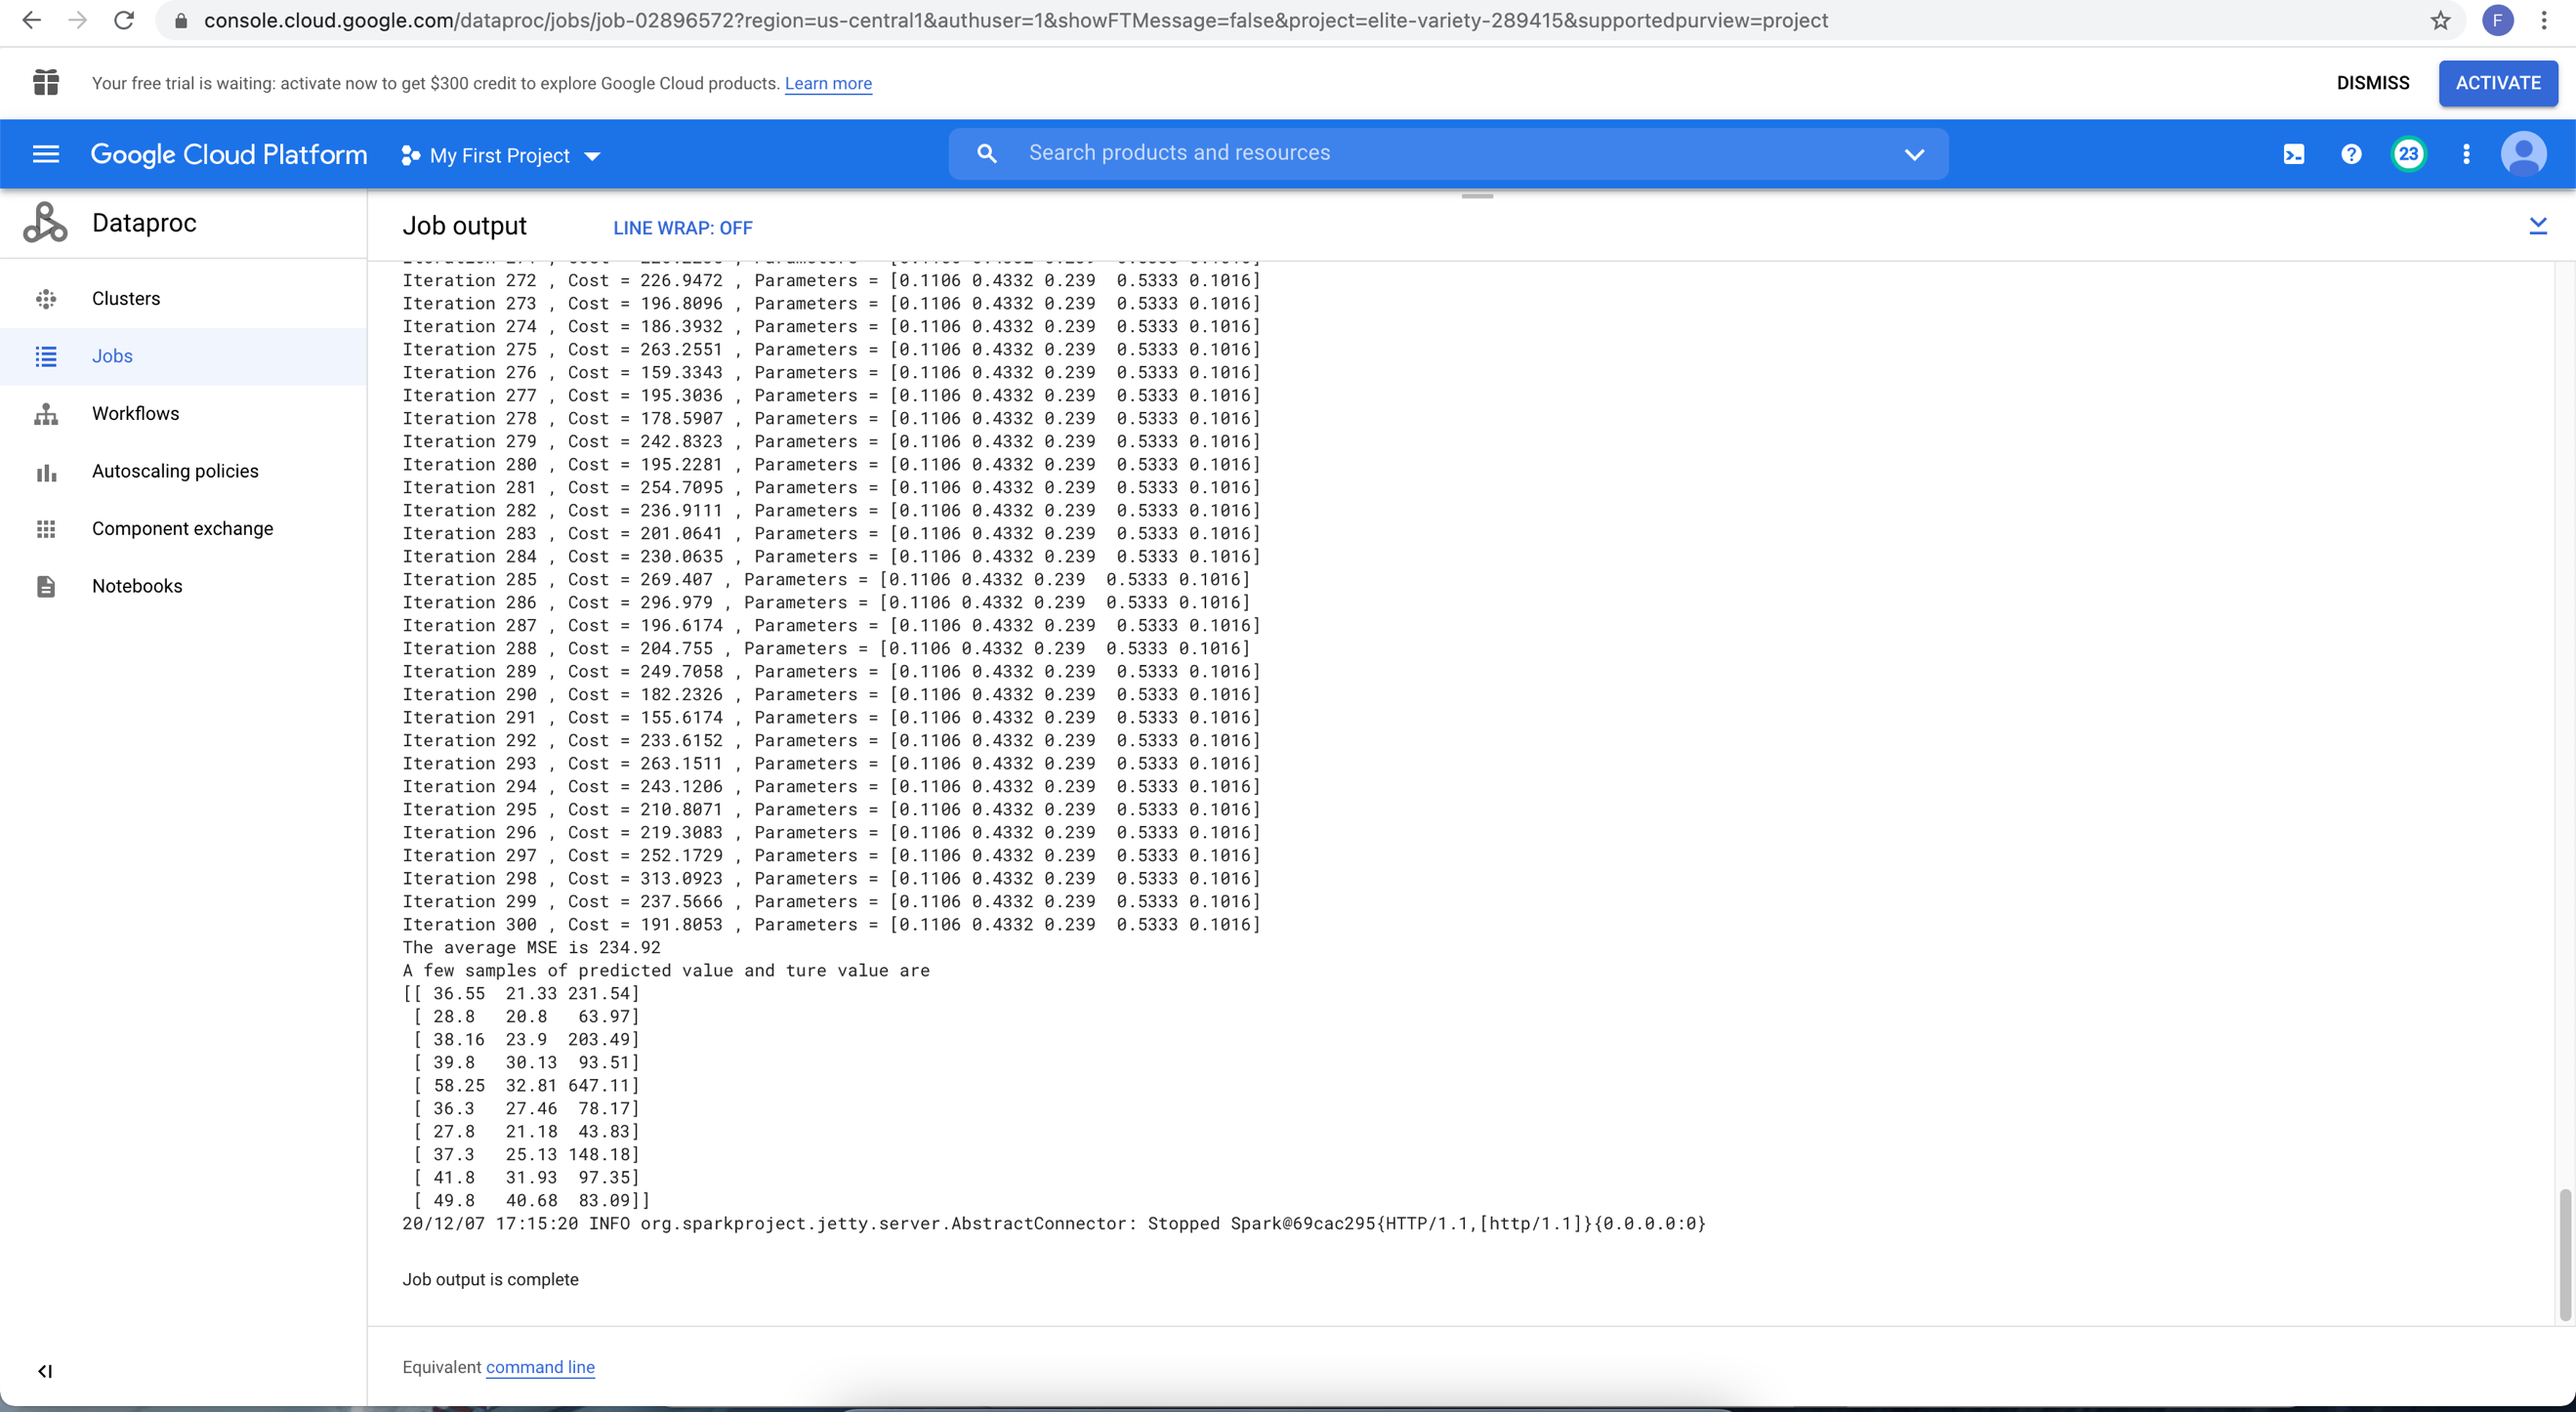 console.cloud.google.com/dataproc/jobs/job-02896572?region=us-central1&authuser=1&showFTMessage=false&project=elite-variety-289415&supportedpurview=project
F
Your free trial is waiting: activate now to get $300 credit to explore Google Cloud products. Learn more
DISMISS
ACTIVATE
Google Cloud Platform
My First Project
Search products and resources
23
Dataproc
Clusters
Jobs
Workflows
Autoscaling policies
Component exchange
Notebooks
Job output
LINE WRAP: OFF
Iteration 272 , Cost = 226.9472 , Parameters = [0.1106 0.4332 0.239  0.5333 0.1016]
Iteration 273 , Cost = 196.8096 , Parameters = [0.1106 0.4332 0.239  0.5333 0.1016]
Iteration 274 , Cost = 186.3932 , Parameters = [0.1106 0.4332 0.239  0.5333 0.1016]
Iteration 275 , Cost = 263.2551 , Parameters = [0.1106 0.4332 0.239  0.5333 0.1016]
Iteration 276 , Cost = 159.3343 , Parameters = [0.1106 0.4332 0.239  0.5333 0.1016]
Iteration 277 , Cost = 195.3036 , Parameters = [0.1106 0.4332 0.239  0.5333 0.1016]
Iteration 278 , Cost = 178.5907 , Parameters = [0.1106 0.4332 0.239  0.5333 0.1016]
Iteration 279 , Cost = 242.8323 , Parameters = [0.1106 0.4332 0.239  0.5333 0.1016]
Iteration 280 , Cost = 195.2281 , Parameters = [0.1106 0.4332 0.239  0.5333 0.1016]
Iteration 281 , Cost = 254.7095 , Parameters = [0.1106 0.4332 0.239  0.5333 0.1016]
Iteration 282 , Cost = 236.9111 , Parameters = [0.1106 0.4332 0.239  0.5333 0.1016]
Iteration 283 , Cost = 201.0641 , Parameters = [0.1106 0.4332 0.239  0.5333 0.1016]
Iteration 284 , Cost = 230.0635 , Parameters = [0.1106 0.4332 0.239  0.5333 0.1016]
Iteration 285 , Cost = 269.407 , Parameters = [0.1106 0.4332 0.239  0.5333 0.1016]
Iteration 286 , Cost = 296.979 , Parameters = [0.1106 0.4332 0.239  0.5333 0.1016]
Iteration 287 , Cost = 196.6174 , Parameters = [0.1106 0.4332 0.239  0.5333 0.1016]
Iteration 288 , Cost = 204.755 , Parameters = [0.1106 0.4332 0.239  0.5333 0.1016]
Iteration 289 , Cost = 249.7058 , Parameters = [0.1106 0.4332 0.239  0.5333 0.1016]
Iteration 290 , Cost = 182.2326 , Parameters = [0.1106 0.4332 0.239  0.5333 0.1016]
Iteration 291 , Cost = 155.6174 , Parameters = [0.1106 0.4332 0.239  0.5333 0.1016]
Iteration 292 , Cost = 233.6152 , Parameters = [0.1106 0.4332 0.239  0.5333 0.1016]
Iteration 293 , Cost = 263.1511 , Parameters = [0.1106 0.4332 0.239  0.5333 0.1016]
Iteration 294 , Cost = 243.1206 , Parameters = [0.1106 0.4332 0.239  0.5333 0.1016]
Iteration 295 , Cost = 210.8071 , Parameters = [0.1106 0.4332 0.239  0.5333 0.1016]
Iteration 296 , Cost = 219.3083 , Parameters = [0.1106 0.4332 0.239  0.5333 0.1016]
Iteration 297 , Cost = 252.1729 , Parameters = [0.1106 0.4332 0.239  0.5333 0.1016]
Iteration 298 , Cost = 313.0923 , Parameters = [0.1106 0.4332 0.239  0.5333 0.1016]
Iteration 299 , Cost = 237.5666 , Parameters = [0.1106 0.4332 0.239  0.5333 0.1016]
Iteration 300 , Cost = 191.8053 , Parameters = [0.1106 0.4332 0.239  0.5333 0.1016]
The average MSE is 234.92
A few samples of predicted value and ture value are
[[ 36.55  21.33 231.54]
[ 28.8   20.8   63.97]
[ 38.16  23.9  203.49]
[ 39.8   30.13  93.51]
[ 58.25  32.81 647.11]
[ 36.3   27.46  78.17]
[ 27.8   21.18  43.83]
[ 37.3   25.13 148.18]
[ 41.8   31.93  97.35]
[ 49.8   40.68  83.09]]
20/12/07 17:15:20 INFO org.sparkproject.jetty.server.AbstractConnector: Stopped Spark@69cac295{HTTP/1.1,[http/1.1]}{0.0.0.0:0}
Job output is complete
Equivalent command line